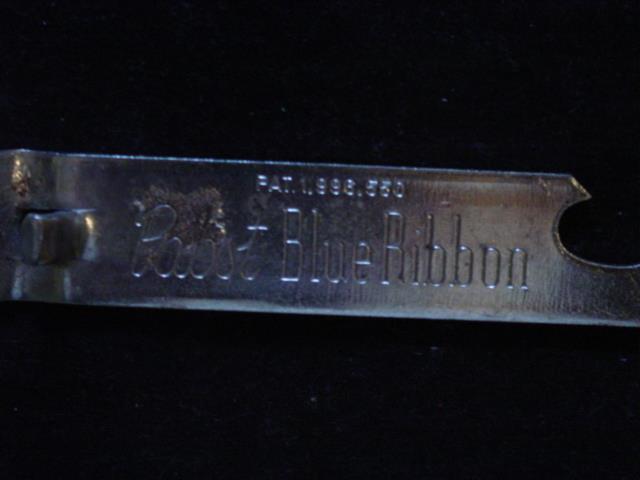 PAT. 1,996,550
Pabst Blue Ribbon